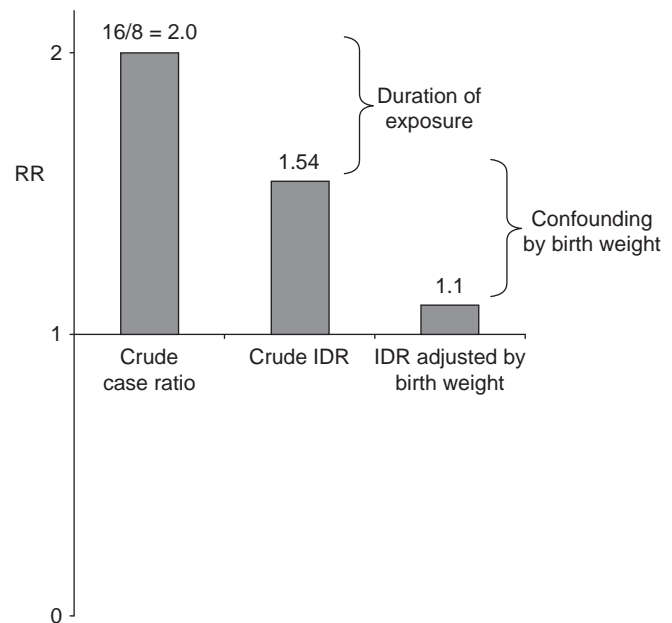 16/8 = 2.0
2
Duration of
exposure
1.54
RR
Confounding
by birth weight
1.1
1
Crude
case ratio
Crude IDR
IDR adjusted by
birth weight
0